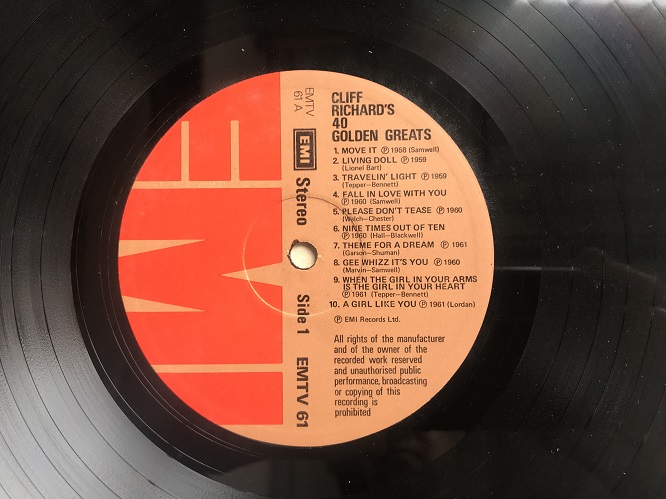 CLIFF
RICHARD'S
40
GOLDEN GREATS
1. MOVE IT ℗ 1958 (Samwell)
2. LIVING DOLL ℗ 1959
(Lionel Bart)
3. TRAVELIN' LIGHT ℗ 1959
(Tepper-Bennett)
4. FALL IN LOVE WITH YOU
℗ 1960 (Samwell)
5. PLEASE DON'T TEASE ℗ 1960
(Welch-Chester)
6. NINE TIMES OUT OF TEN
℗ 1960 (Hall-Blackwell)
7. THEME FOR A DREAM ℗ 1961
(Garson-Shuman)
8. GEE WHIZZ IT'S YOU ℗ 1960
(Marvin-Samwell)
9. WHEN THE GIRL IN YOUR ARMS
IS THE GIRL IN YOUR HEART
℗ 1961 (Tepper-Bennett)
10. A GIRL LIKE YOU ℗ 1961 (Lordan)
℗ EMI Records Ltd.
All rights of the manufacturer
and of the owner of the
recorded work reserved
and unauthorised public
performance, broadcasting
or copying of this
recording is
prohibited
EMTV
61 A
EMI Stereo Side 1 EMTV 61
EMI